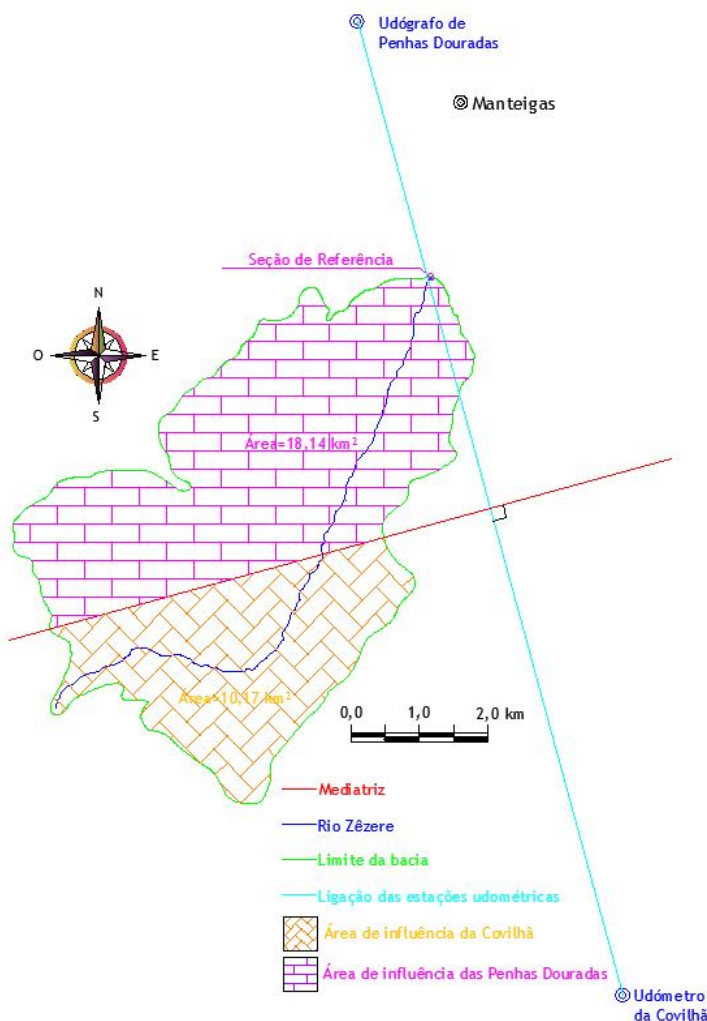 Udógrafo de
Penhas Douradas
Manteigas
Seção de Referência
N
O
E
S
Área=18,14 km²
Área=10,17 km²
0,0 1,0 2,0 km
Mediatriz
Rio Zêzere
Limite da bacia
Ligação das estações udométricas
Área de influência da Covilhã
Área de influência das Penhas Douradas
Udómetro
da Covilhã